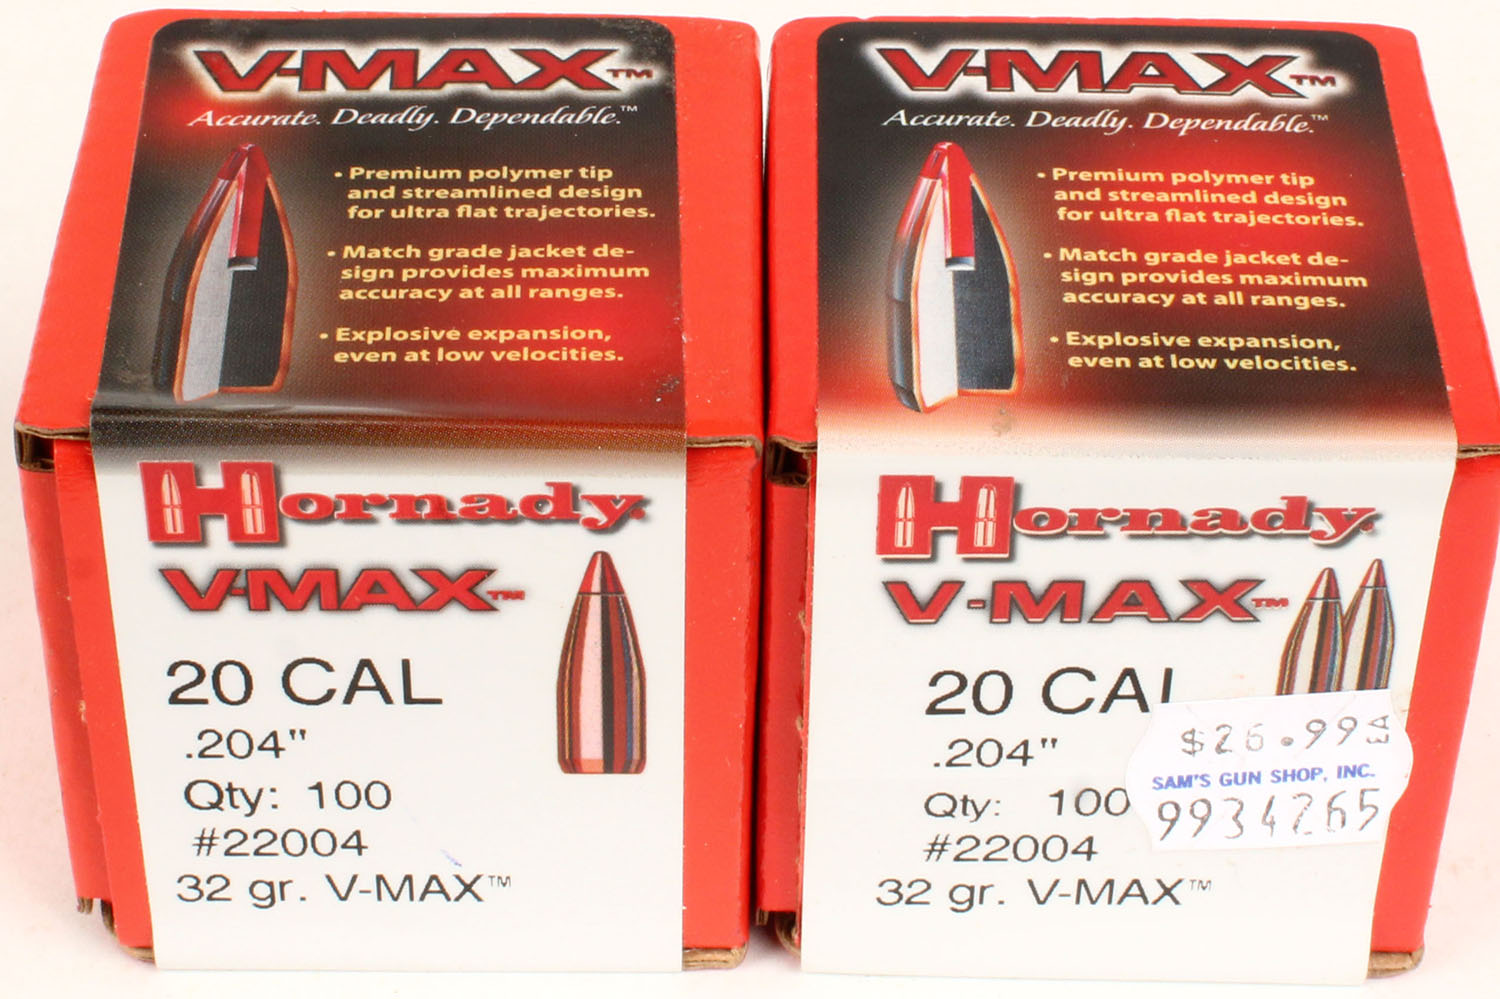 V-MAX™
Accurate. Deadly. Dependable.™
• Premium polymer tip
and streamlined design
for ultra flat trajectories.
• Match grade jacket de-
sign provides maximum
accuracy at all ranges.
• Explosive expansion,
even at low velocities.
Hornady.
V-MAX™
20 CAL
.204"
Qty: 100
#22004
32 gr. V-MAX™
V-MAX™
Accurate. Deadly. Dependable.™
• Premium polymer tip
and streamlined design
for ultra flat trajectories.
• Match grade jacket de-
sign provides maximum
accuracy at all ranges.
• Explosive expansion,
even at low velocities.
Hornady.
V-MAX™
20 CAL
.204"
Qty: 100
#22004
32 gr. V-MAX™
$26.99 EA
SAM'S GUN SHOP, INC.
9934265